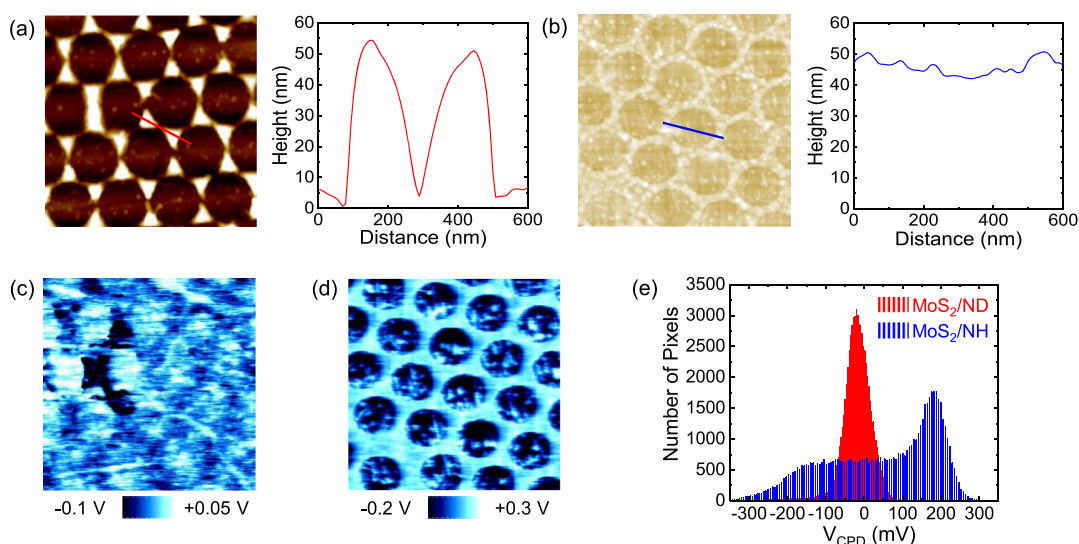 (a)
60
50
40
30
20
10
0
Height (nm)
0 200 400 600
Distance (nm)
(b)
60
50
40
30
20
10
0
Height (nm)
0 200 400 600
Distance (nm)
(c)
-0.1 V +0.05 V
(d)
-0.2 V +0.3 V
(e)
3500
3000
2500
2000
1500
1000
500
0
Number of Pixels
MoS₂/ND
MoS₂/NH
-300 -200 -100 0 100 200 300
V_CPD (mV)